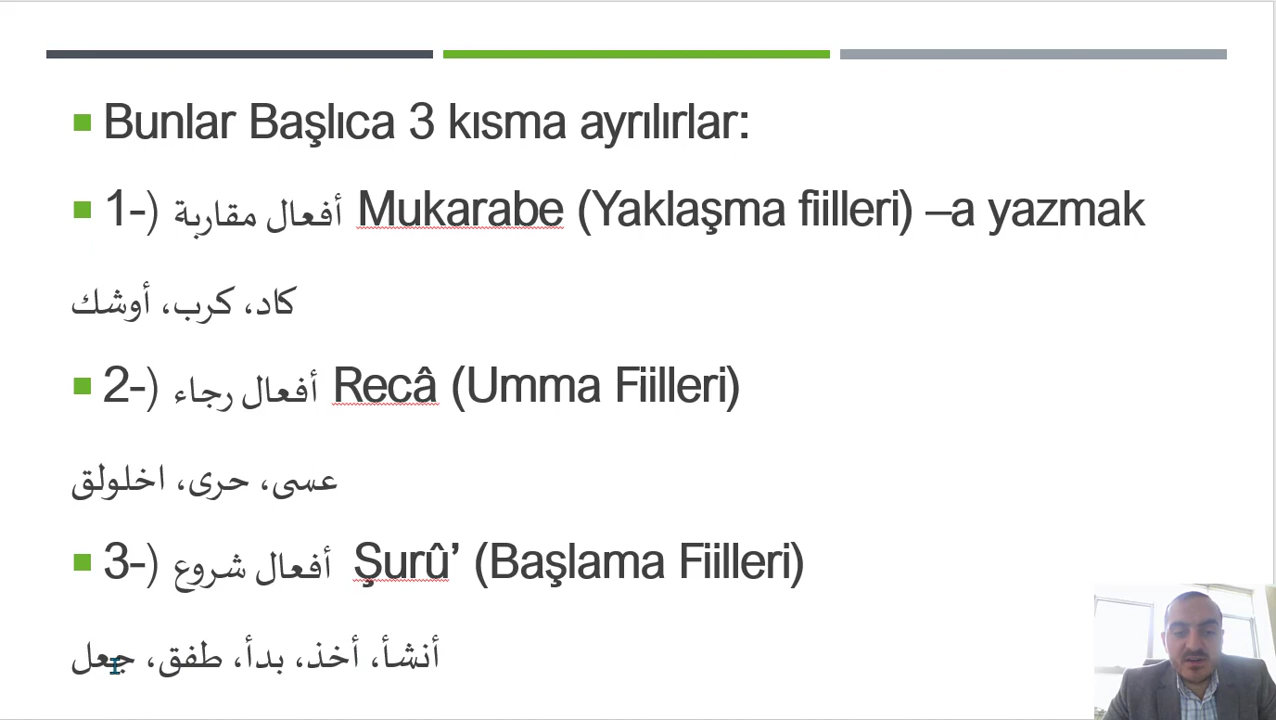 Bunlar Başlıca 3 kısma ayrılırlar:
1-) أفعال مقاربة Mukarabe (Yaklaşma fiilleri) –a yazmak
كاد، كرب، أوشك
2-) أفعال رجاء Recâ (Umma Fiilleri)
عسى، حرى، اخلولق
3-) أفعال شروع Şurû’ (Başlama Fiilleri)
أنشأ، أخذ، بدأ، طفق، جعل